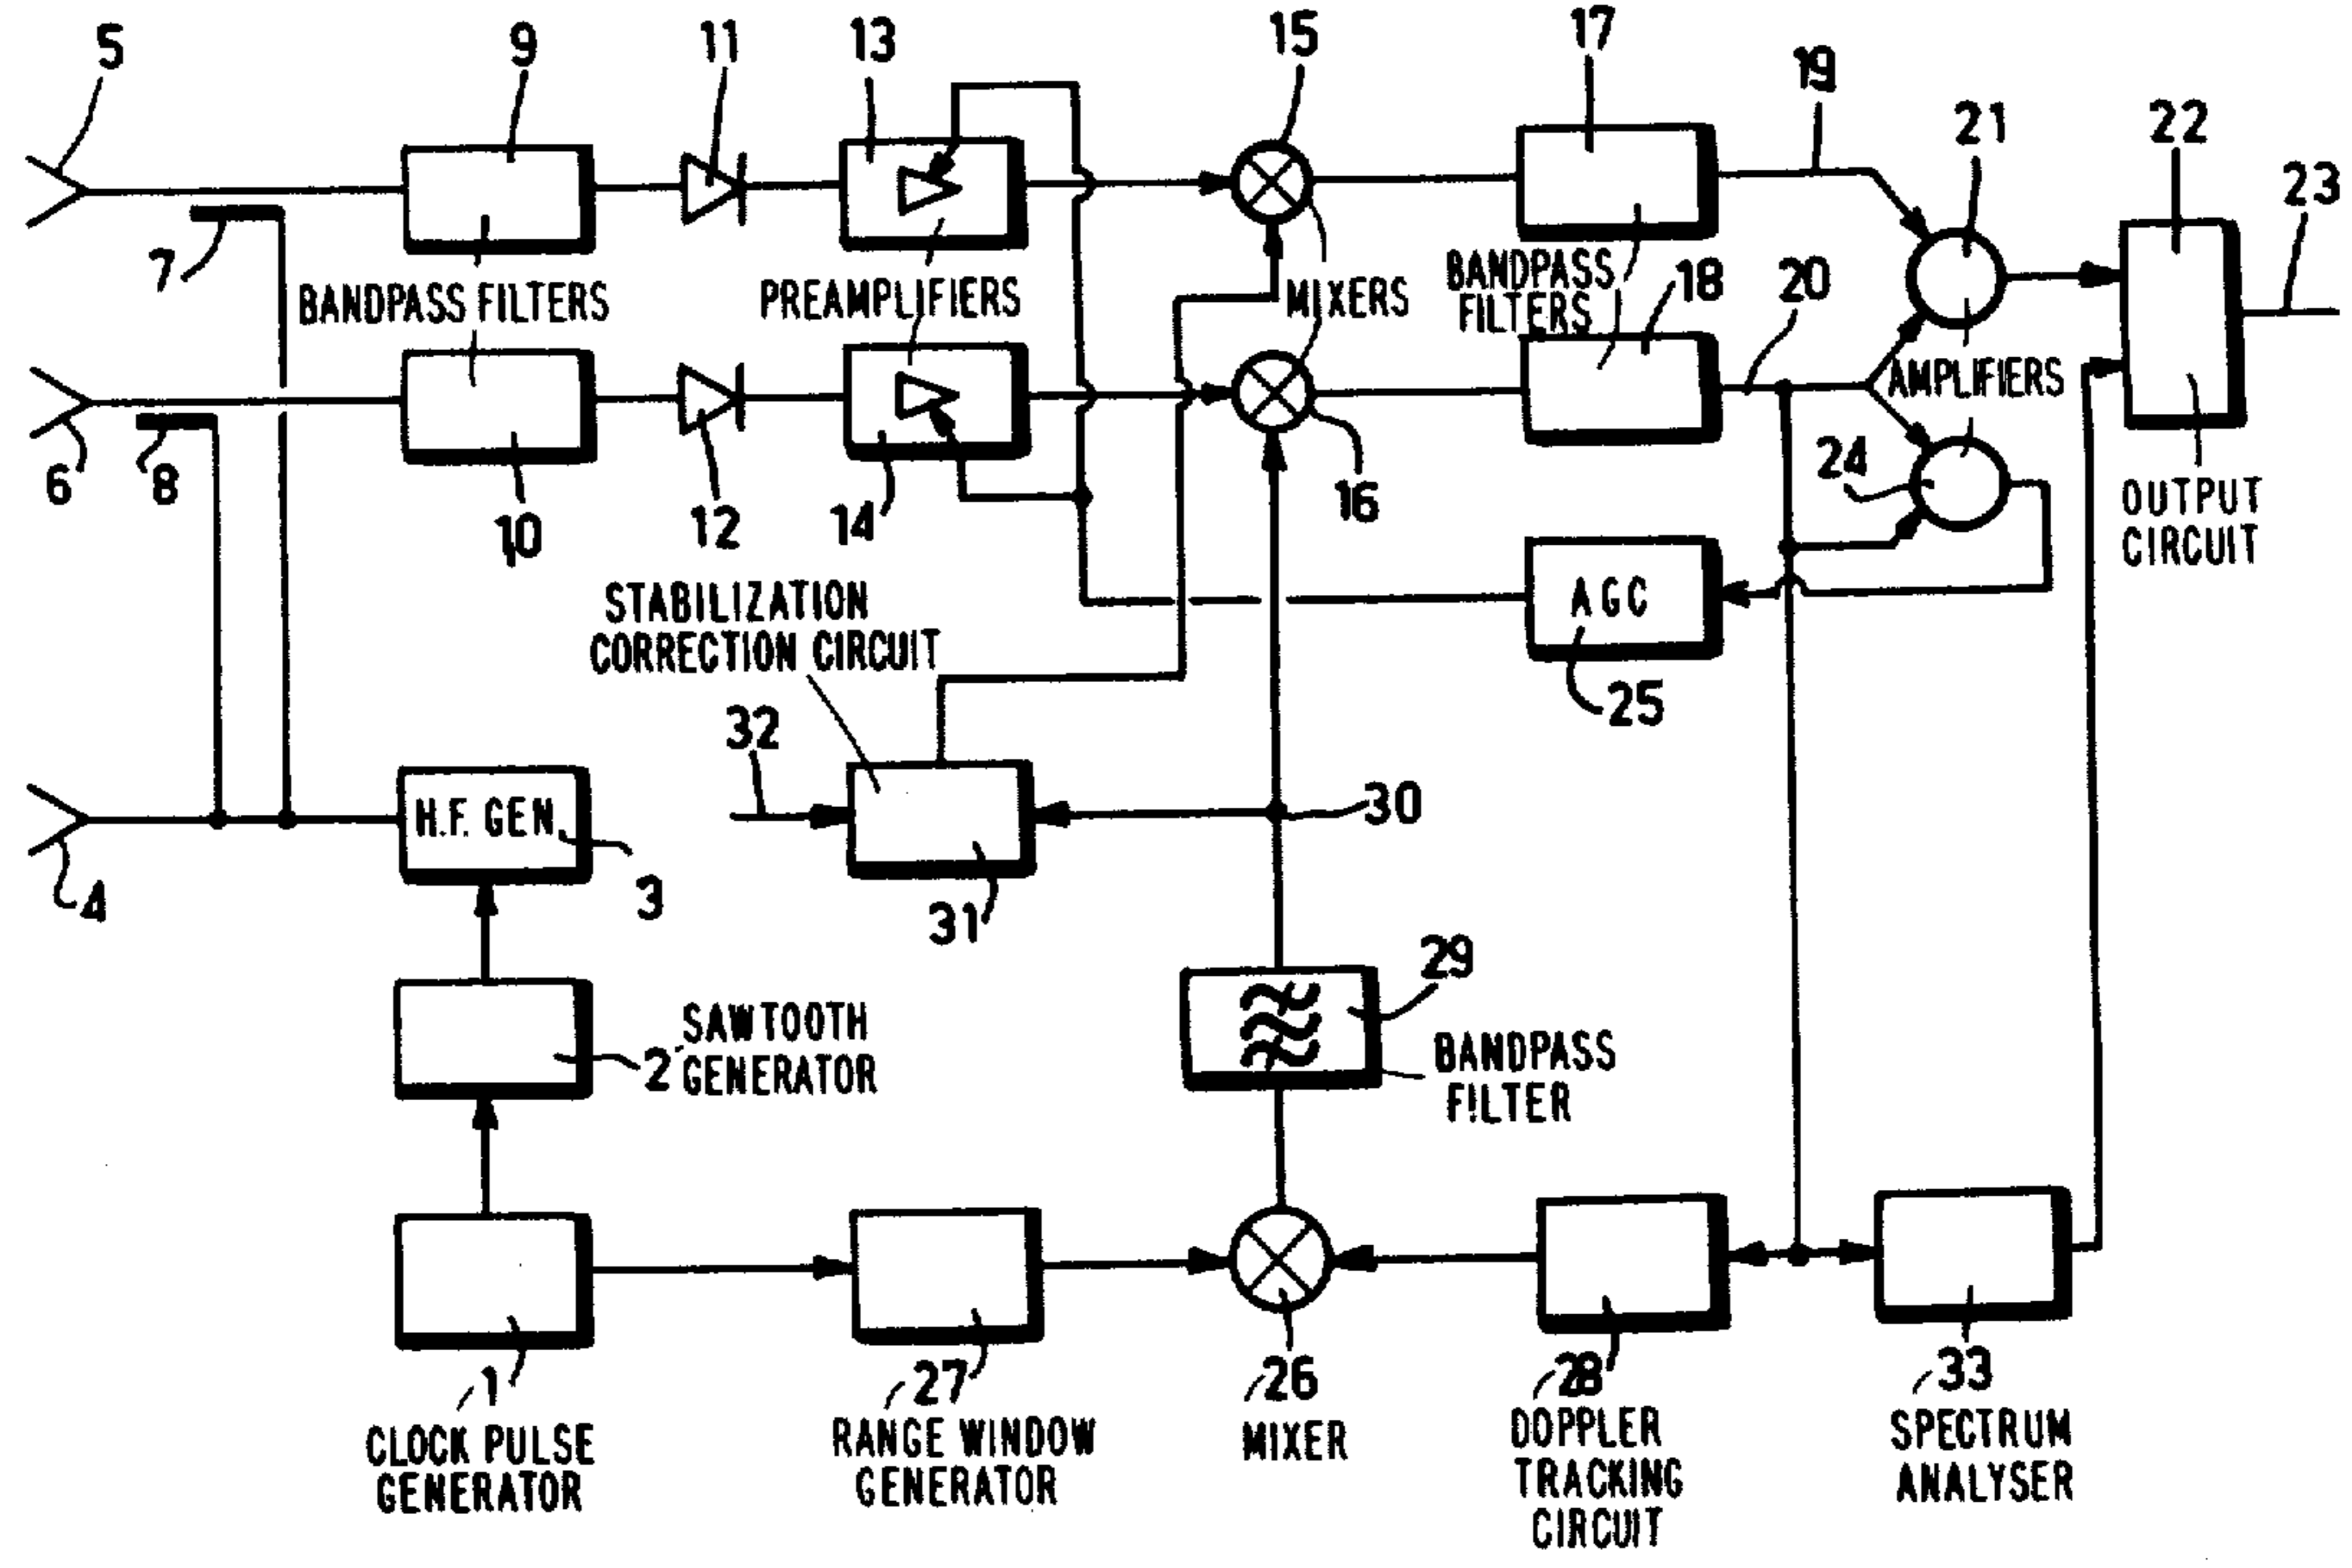 5
9
11
13
15
17
19
21
22
23
7
BANDPASS FILTERS
PREAMPLIFIERS
MIXERS
BANDPASS
FILTERS
18
20
AMPLIFIERS
6
8
10
12
14
16
24
OUTPUT
CIRCUIT
STABILIZATION
CORRECTION CIRCUIT
AGC
25
32
30
H.F. GEN.
4
3
31
29
SAWTOOTH
2 GENERATOR
BANDPASS
FILTER
1
CLOCK PULSE
GENERATOR
27
RANGE WINDOW
GENERATOR
26
MIXER
28
DOPPLER
TRACKING
CIRCUIT
33
SPECTRUM
ANALYSER